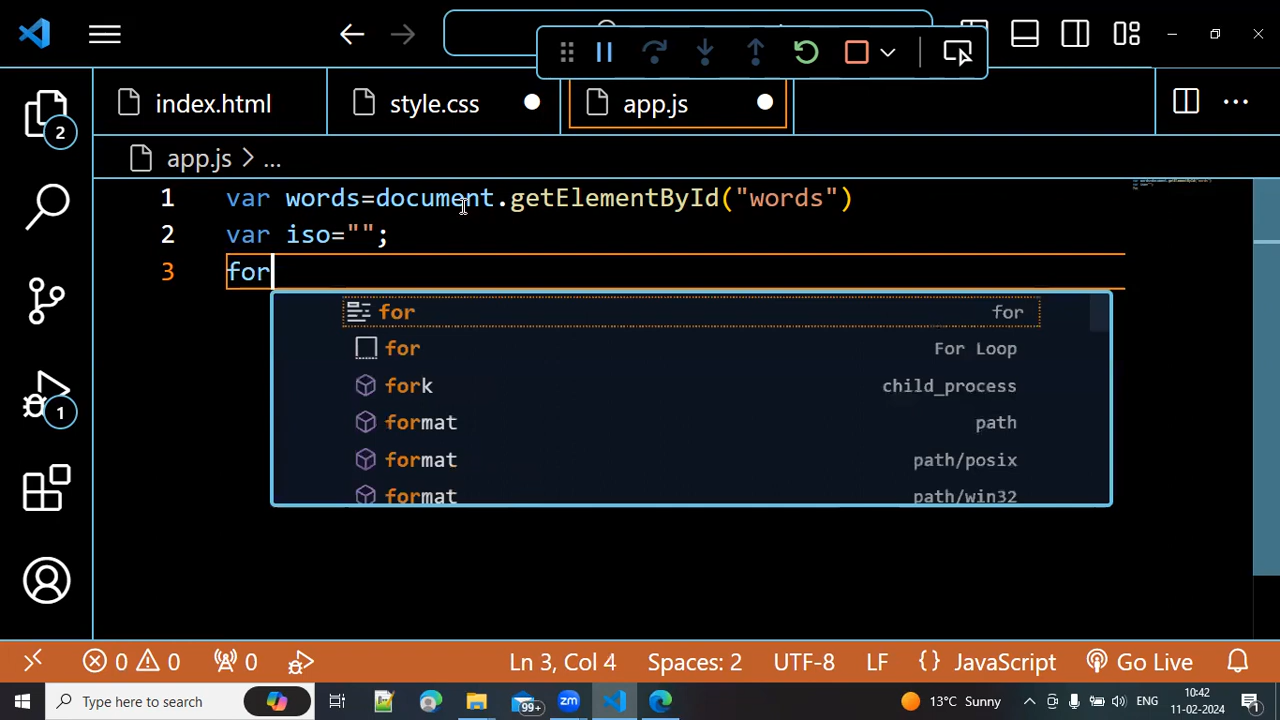 index.html
style.css
app.js
app.js > ...
1 var words=document.getElementById("words")
2 var iso="";
3 for
for for
for For Loop
fork child_process
format path
format path/posix
format path/win32
2
1
0 0 0 Ln 3, Col 4 Spaces: 2 UTF-8 LF {} JavaScript Go Live
Type here to search 99+ zm 13°C Sunny ENG 10:42
11-02-2024 1